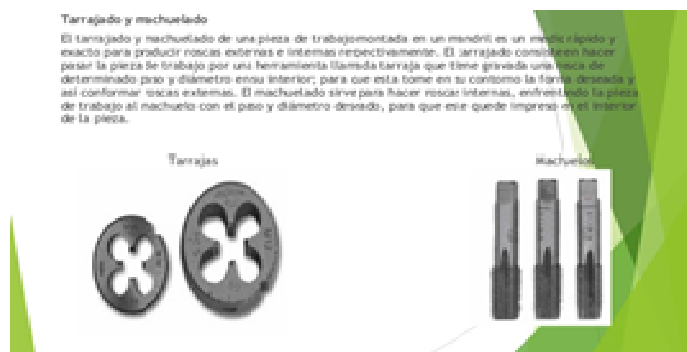 Tarrajado y machuelado
El tarrajado y machuelado de una pieza de trabajo montada en un mandril es un medio rápido y
exacto para producir roscas externas e internas respectivamente. El tarrajado consiste en hacer
pasar la pieza de trabajo por una herramienta llamada tarraja que tiene gravada una rosca de
determinado paso y diámetro en su interior; para que esta tome en su contorno la forma deseada y
así conformar roscas externas. El machuelado sirve para hacer roscas internas, enfrentando la pieza
de trabajo al machuelo con el paso y diámetro deseado, para que este quede impreso en el interior
de la pieza.
Tarrajas
Machuelos